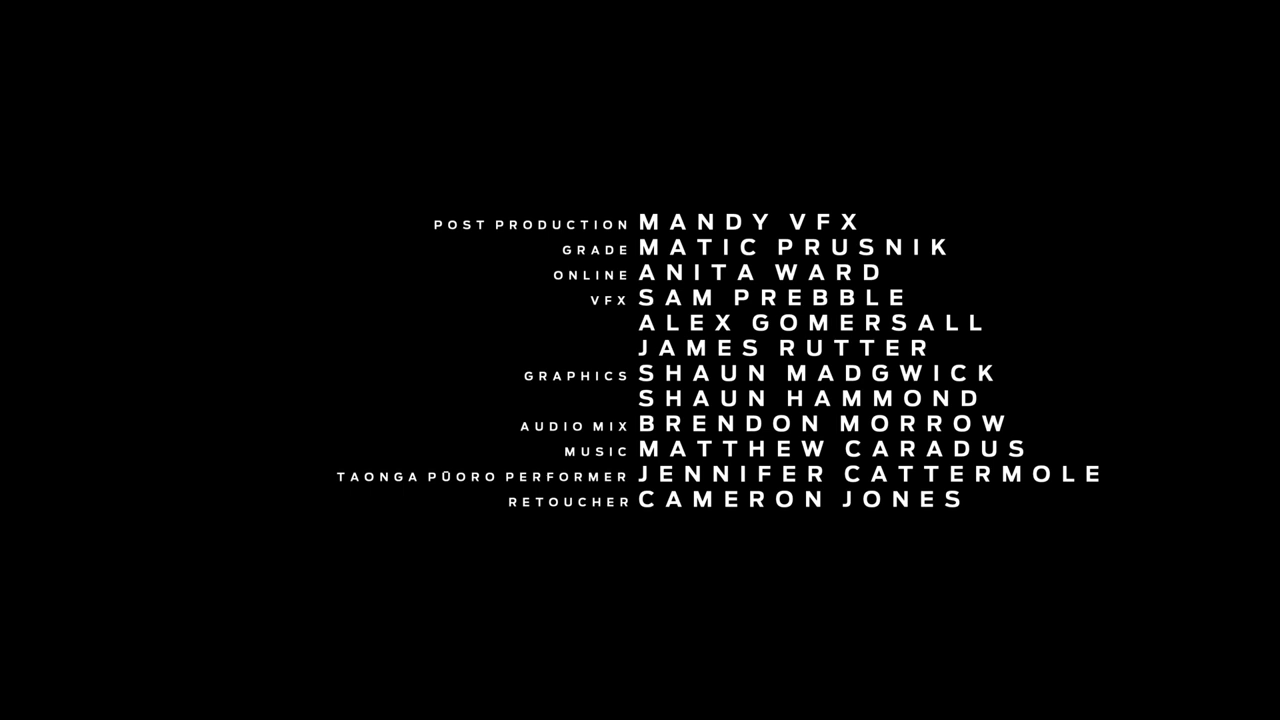 POST PRODUCTION MANDY VFX
GRADE MATIC PRUSNIK
ONLINE ANITA WARD
VFX SAM PREBBLE
ALEX GOMERSALL
JAMES RUTTER
GRAPHICS SHAUN MADGWICK
SHAUN HAMMOND
AUDIO MIX BRENDON MORROW
MUSIC MATTHEW CARADUS
TAONGA PŪORO PERFORMER JENNIFER CATTERMOLE
RETOUCHER CAMERON JONES